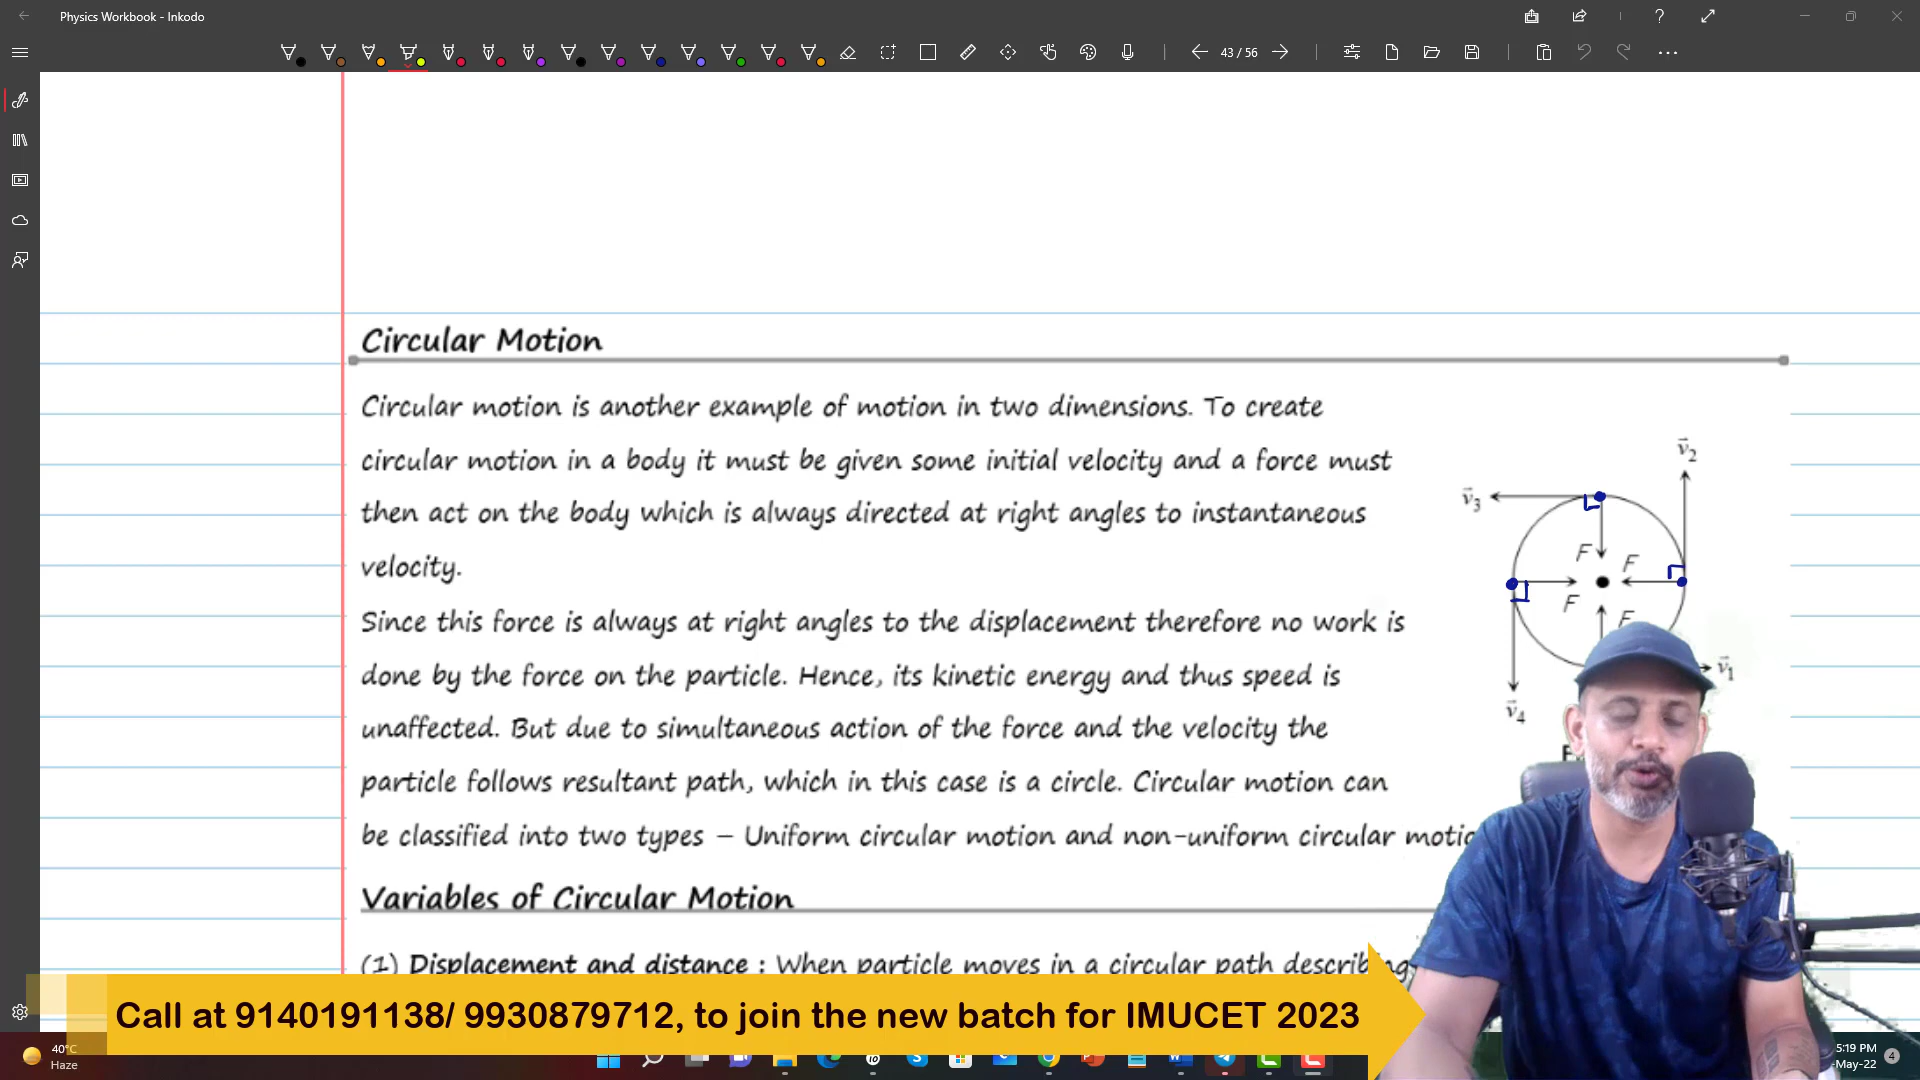 Physics Workbook - Inkodo
43 / 56
Circular Motion
Circular motion is another example of motion in two dimensions. To create
circular motion in a body it must be given some initial velocity and a force must
then act on the body which is always directed at right angles to instantaneous
velocity.
Since this force is always at right angles to the displacement therefore no work is
done by the force on the particle. Hence, its kinetic energy and thus speed is
unaffected. But due to simultaneous action of the force and the velocity the
particle follows resultant path, which in this case is a circle. Circular motion can
be classified into two types – Uniform circular motion and non-uniform circular
v⃗2
v⃗3
F
F
F
F
v⃗1
v⃗4
Variables of Circular Motion
(1) Displacement and distance : When particle moves in a circular path describing
Call at 9140191138/ 9930879712, to join the new batch for IMUCET 2023
40°C
Haze
5:19 PM
-May-22
4